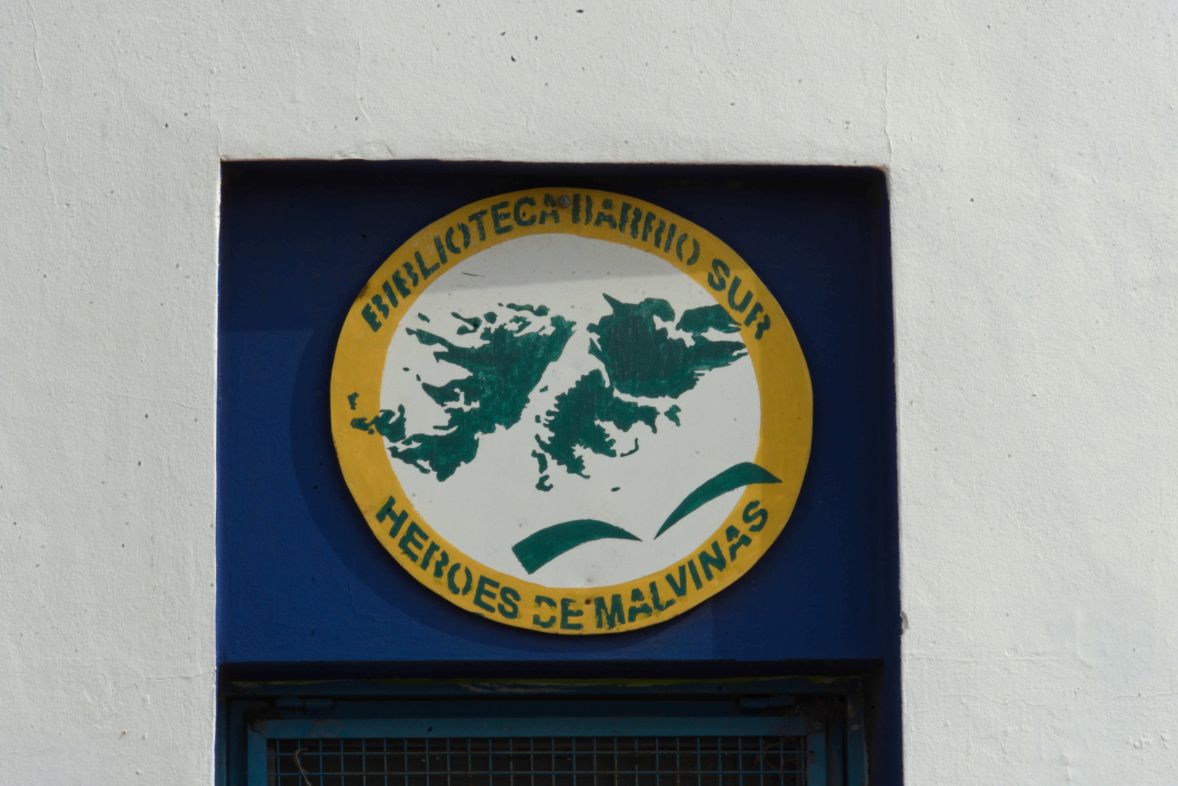 BIBLIOTECA BARRIO SUR
HEROES DE MALVINAS